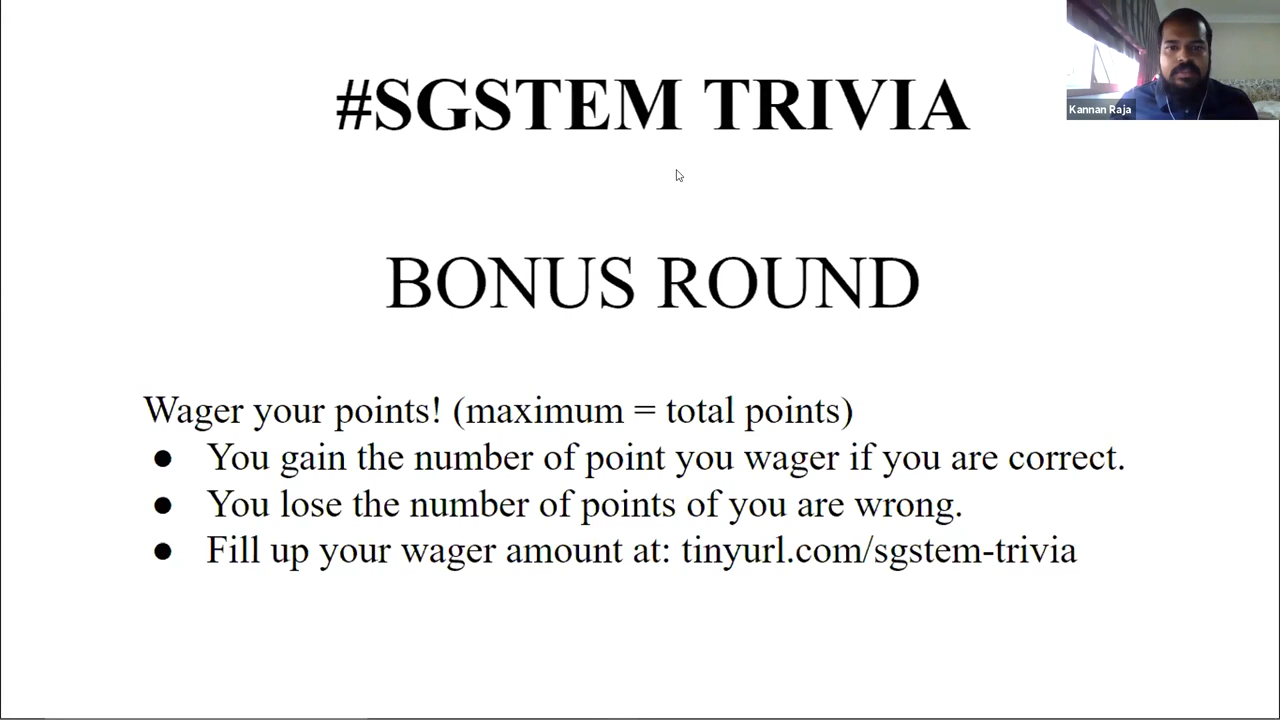 #SGSTEM TRIVIA
Kannan Raja
BONUS ROUND
Wager your points! (maximum = total points)
● You gain the number of point you wager if you are correct.
● You lose the number of points of you are wrong.
● Fill up your wager amount at: tinyurl.com/sgstem-trivia